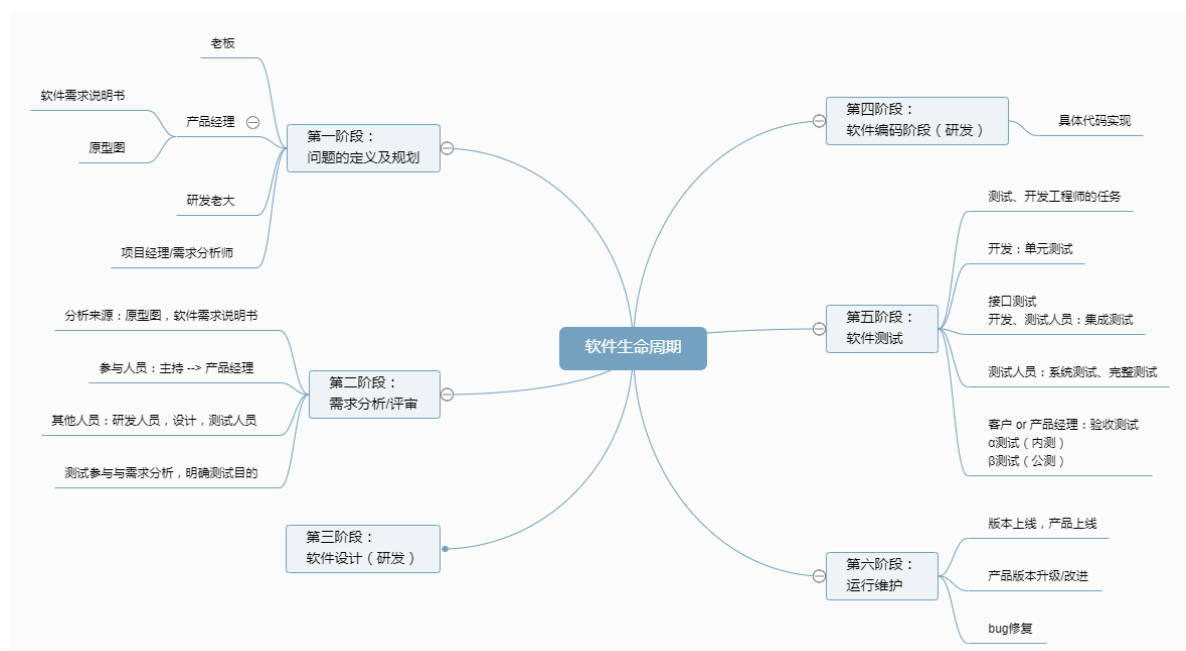 软件生命周期
第一阶段：
问题的定义及规划
老板
产品经理
软件需求说明书
原型图
研发老大
项目经理/需求分析师
第二阶段：
需求分析/评审
分析来源：原型图，软件需求说明书
参与人员：主持 --> 产品经理
其他人员：研发人员，设计，测试人员
测试参与与需求分析，明确测试目的
第三阶段：
软件设计（研发）
第四阶段：
软件编码阶段（研发）
具体代码实现
第五阶段：
软件测试
测试、开发工程师的任务
开发：单元测试
接口测试
开发、测试人员：集成测试
测试人员：系统测试、完整测试
客户 or 产品经理：验收测试
α测试（内测）
β测试（公测）
第六阶段：
运行维护
版本上线，产品上线
产品版本升级/改进
bug修复